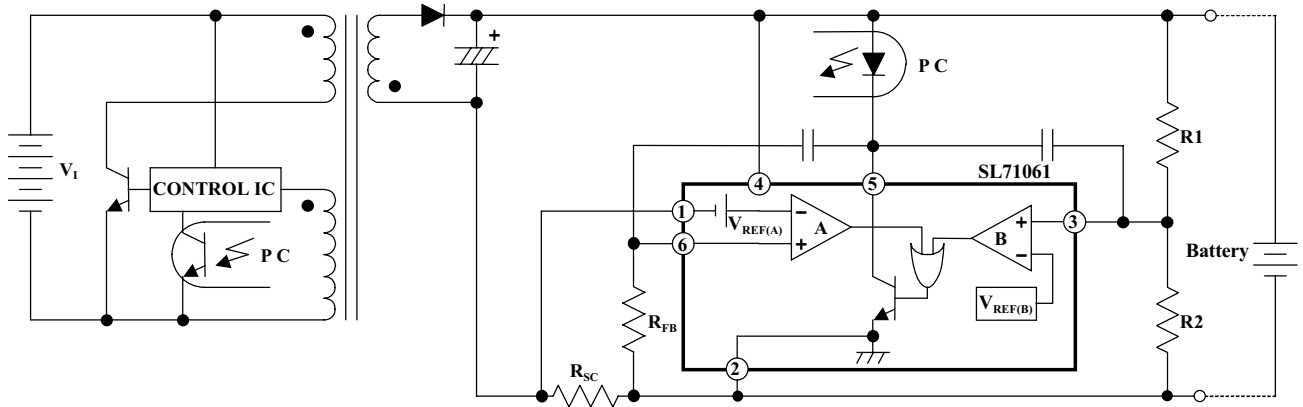 +
P C
R1
V_I
CONTROL IC
SL71061
4
5
1
V_REF(A)
−
A
+
6
B
+
−
3
P C
Battery
R_FB
V_REF(B)
R2
2
R_SC